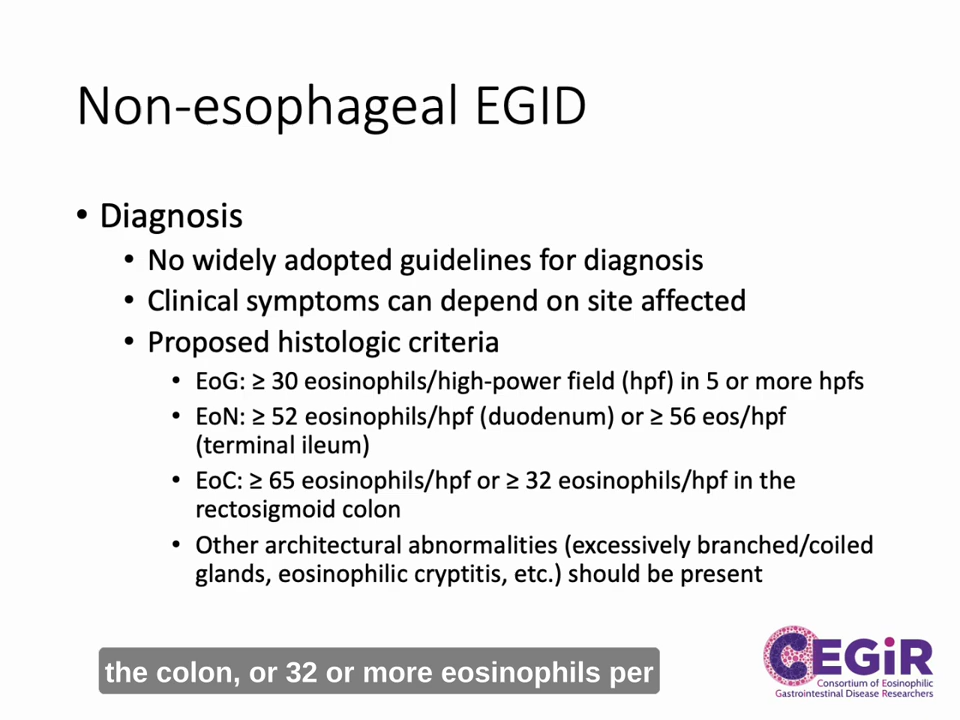 Non-esophageal EGID
• Diagnosis
• No widely adopted guidelines for diagnosis
• Clinical symptoms can depend on site affected
• Proposed histologic criteria
• EoG: ≥ 30 eosinophils/high-power field (hpf) in 5 or more hpfs
• EoN: ≥ 52 eosinophils/hpf (duodenum) or ≥ 56 eos/hpf
(terminal ileum)
• EoC: ≥ 65 eosinophils/hpf or ≥ 32 eosinophils/hpf in the
rectosigmoid colon
• Other architectural abnormalities (excessively branched/coiled
glands, eosinophilic cryptitis, etc.) should be present
the colon, or 32 or more eosinophils per
CEGiR
Consortium of Eosinophilic
Gastrointestinal Disease Researchers